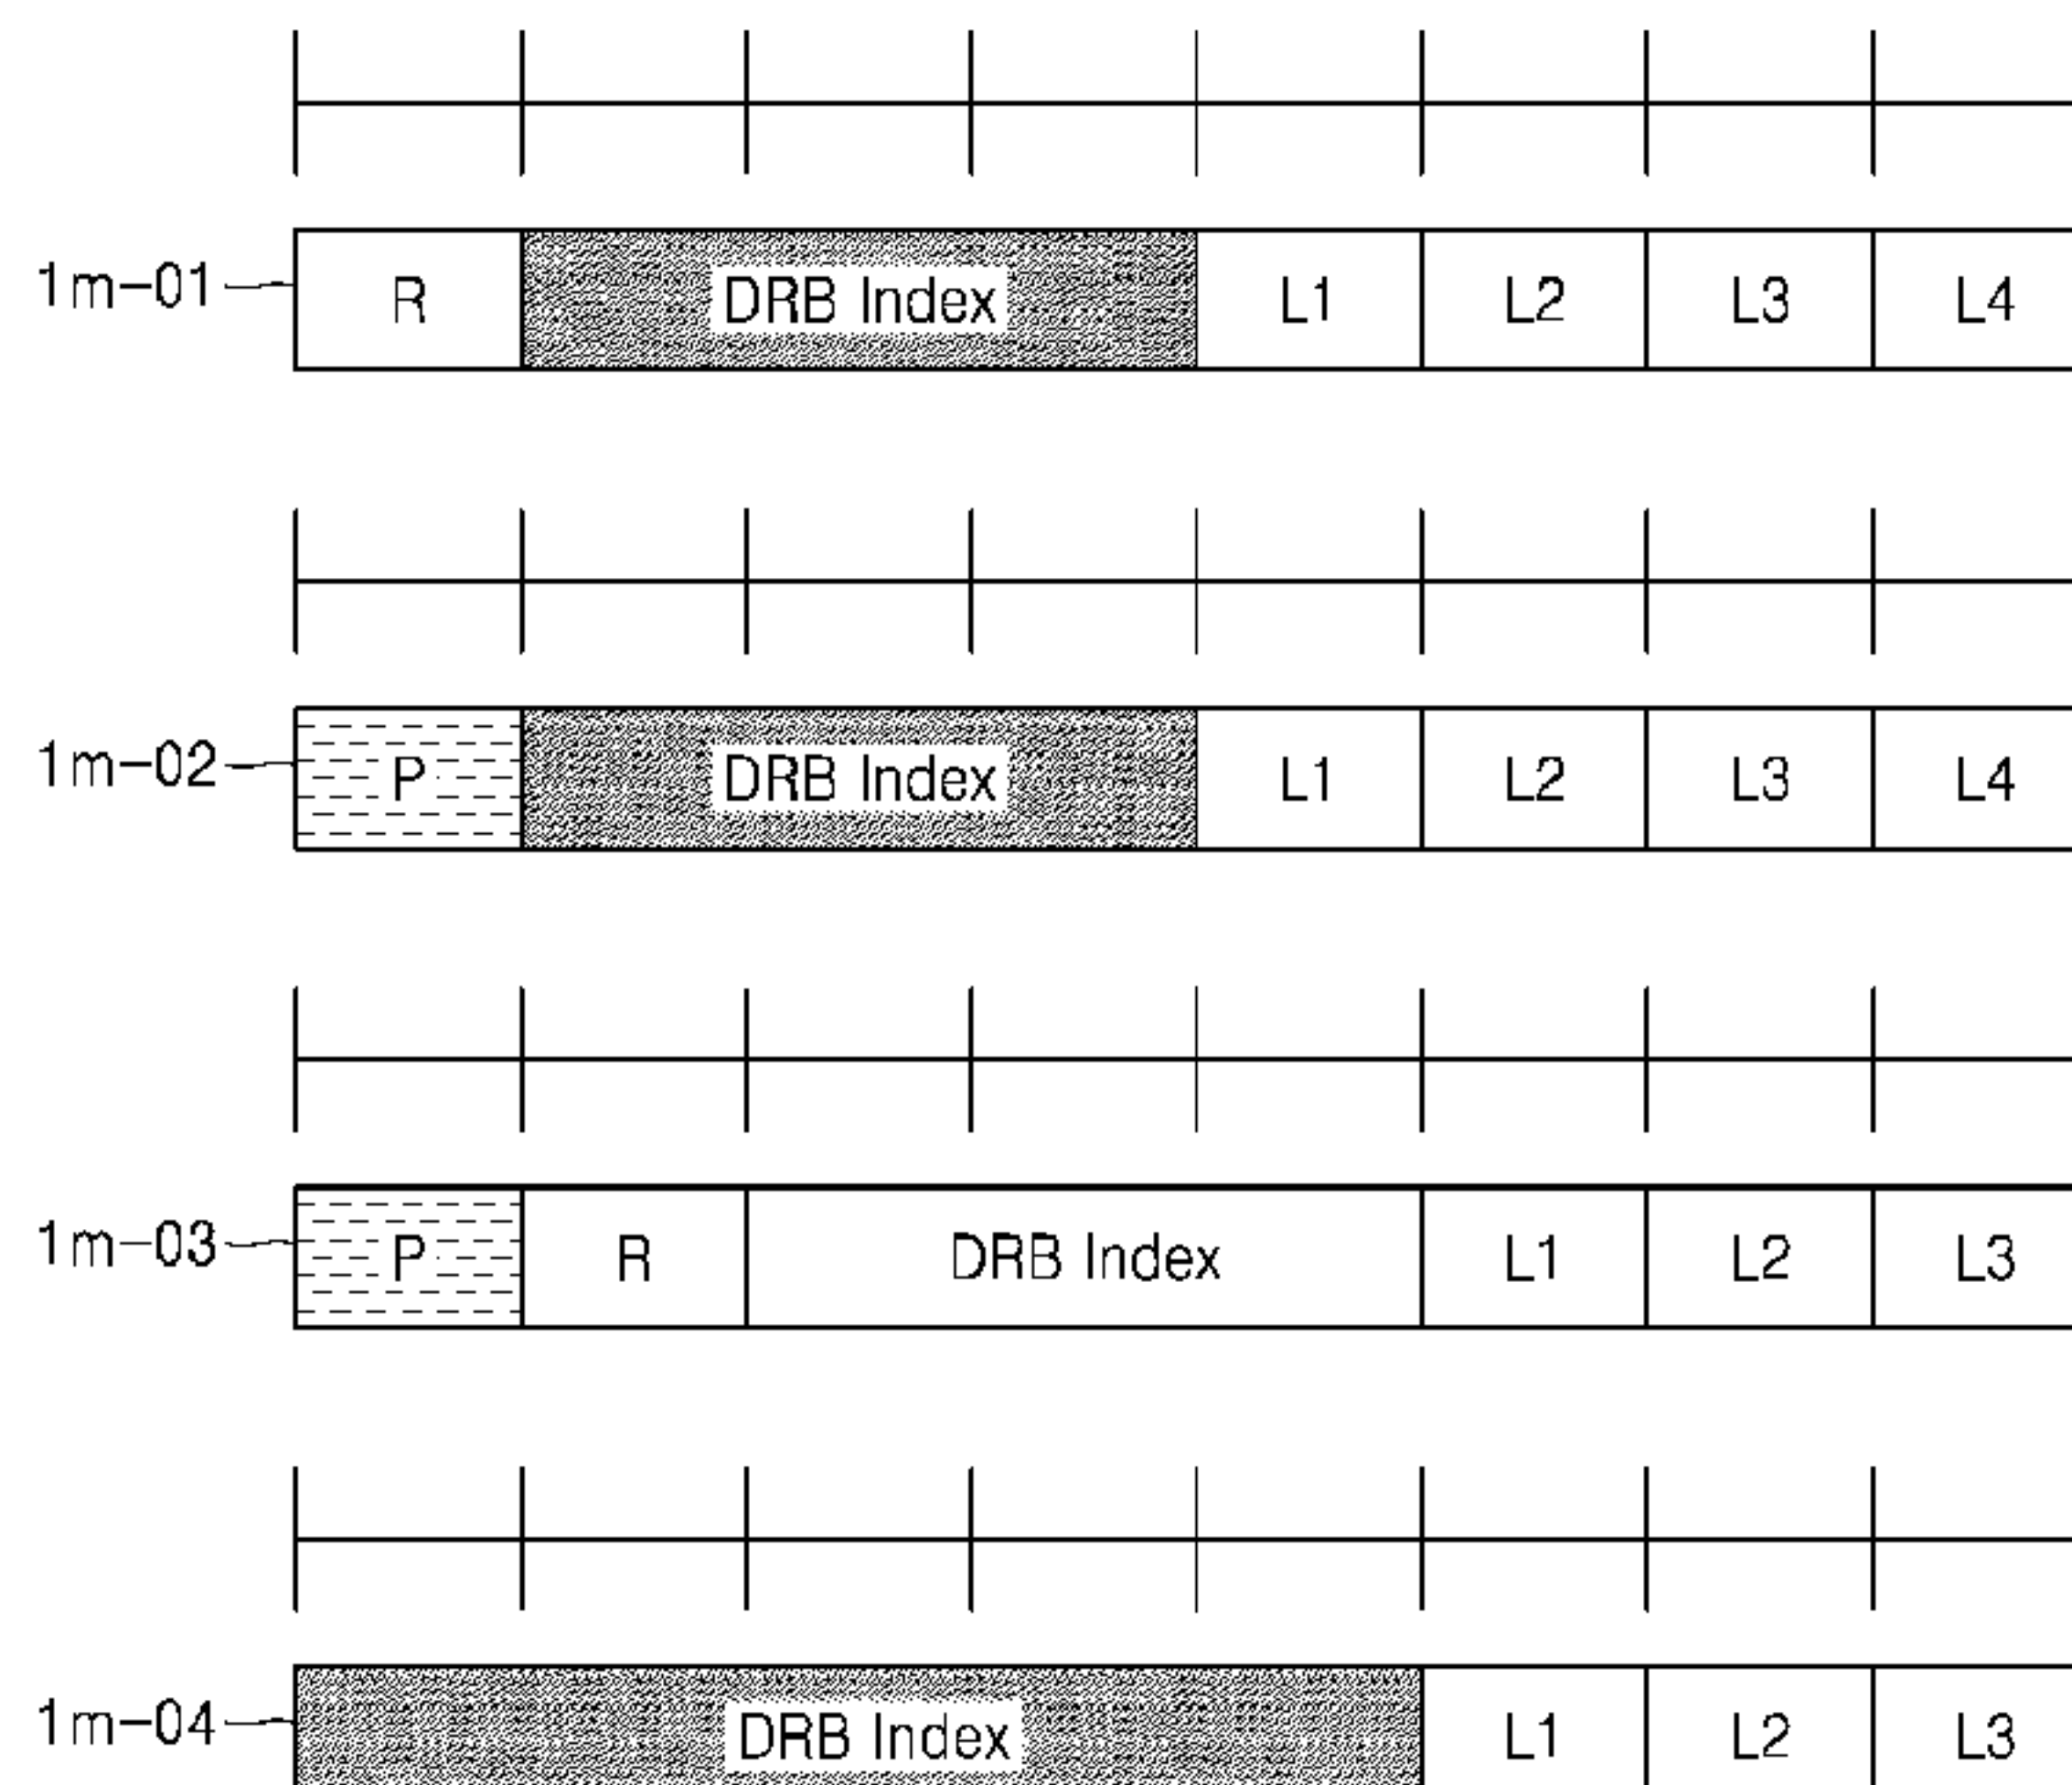 1m-01 R DRB Index L1 L2 L3 L4
1m-02 P DRB Index L1 L2 L3 L4
1m-03 P R DRB Index L1 L2 L3
1m-04 DRB Index L1 L2 L3